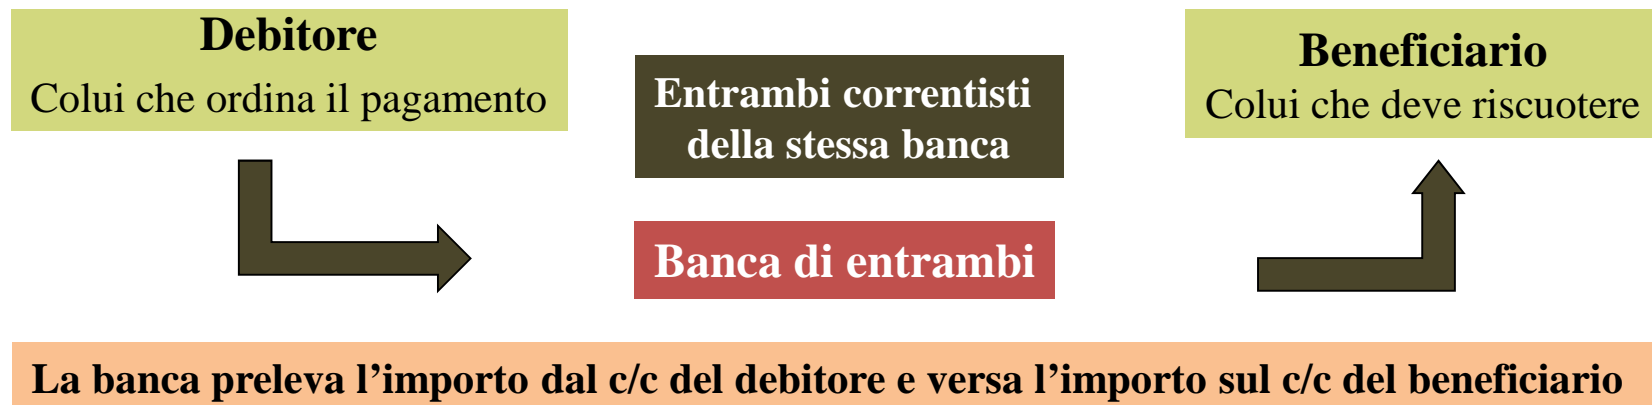 Debitore
Colui che ordina il pagamento
Entrambi correntisti
della stessa banca
Beneficiario
Colui che deve riscuotere
Banca di entrambi
La banca preleva l’importo dal c/c del debitore e versa l’importo sul c/c del beneficiario